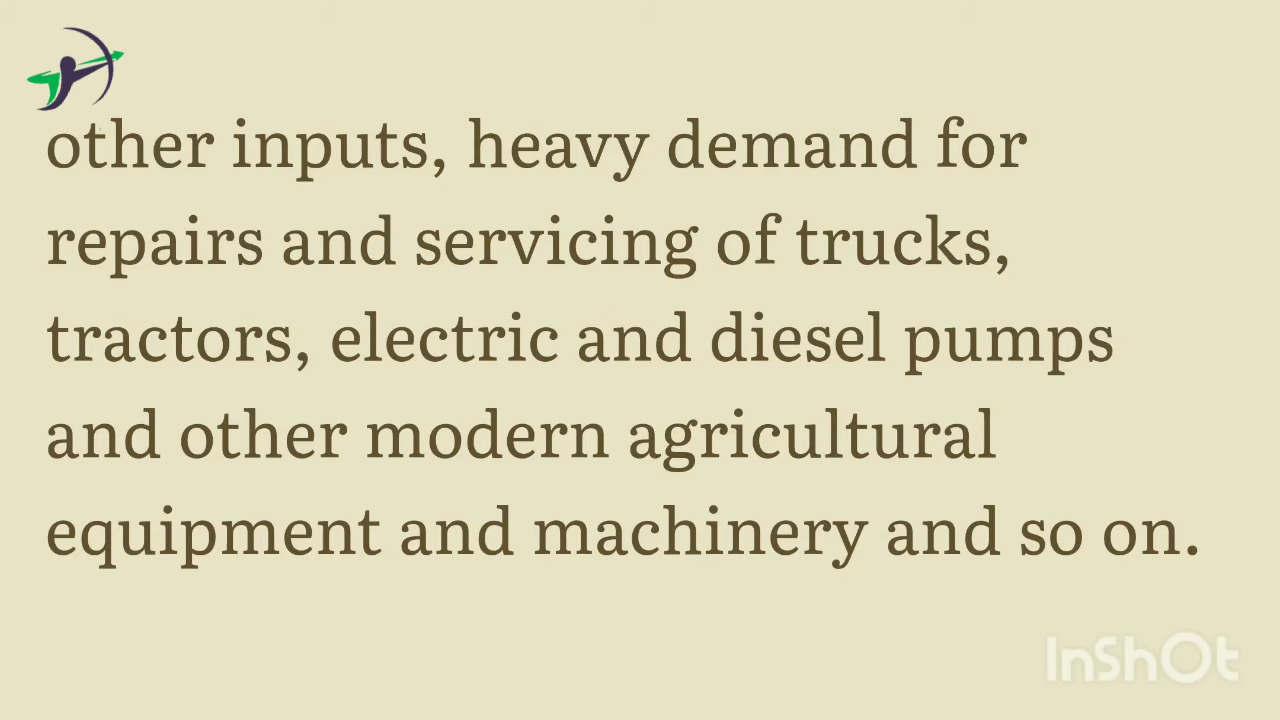 other inputs, heavy demand for
repairs and servicing of trucks,
tractors, electric and diesel pumps
and other modern agricultural
equipment and machinery and so on.
InShOt